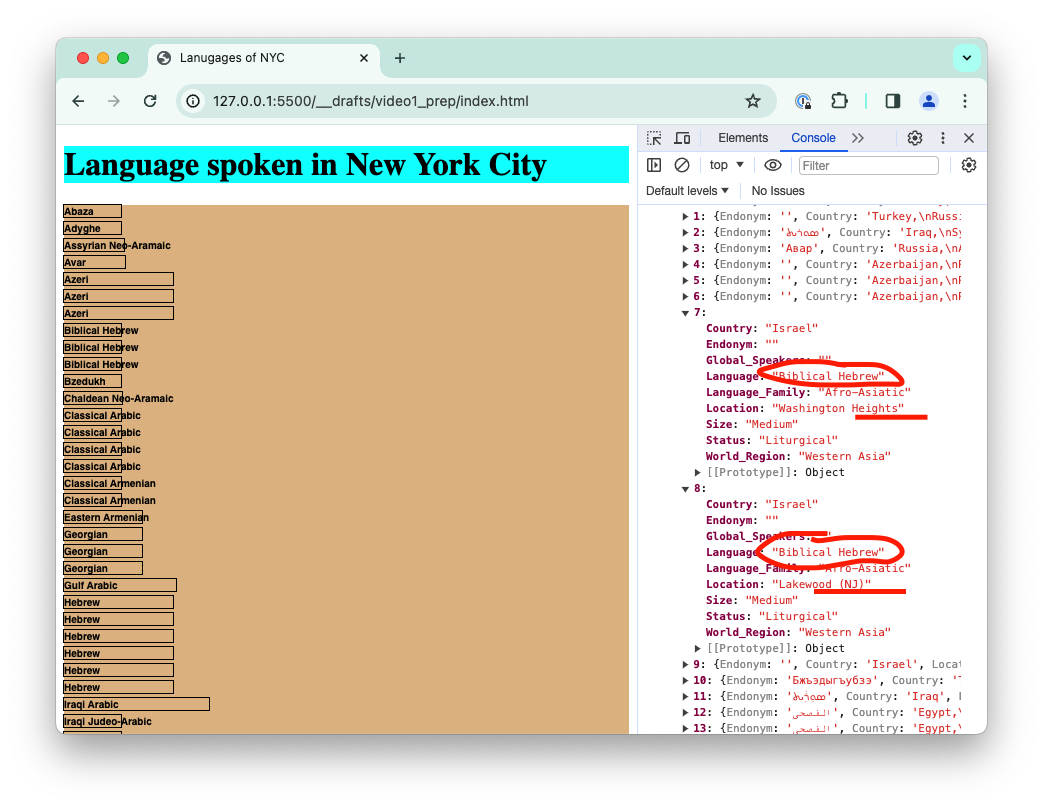 Lanugages of NYC
127.0.0.1:5500/__drafts/video1_prep/index.html
Language spoken in New York City
Abaza
Adyghe
Assyrian Neo-Aramaic
Avar
Azeri
Azeri
Azeri
Biblical Hebrew
Biblical Hebrew
Biblical Hebrew
Bzedukh
Chaldean Neo-Aramaic
Classical Arabic
Classical Arabic
Classical Arabic
Classical Arabic
Classical Armenian
Classical Armenian
Eastern Armenian
Georgian
Georgian
Georgian
Gulf Arabic
Hebrew
Hebrew
Hebrew
Hebrew
Hebrew
Hebrew
Iraqi Arabic
Iraqi Judeo-Arabic
Elements Console
top Filter
Default levels No Issues
1: {Endonym: '', Country: 'Turkey,\nRussi
2: {Endonym: ' ', Country: 'Iraq,\nSy
3: {Endonym: 'Авар', Country: 'Russia,\nA
4: {Endonym: '', Country: 'Azerbaijan,\nR
5: {Endonym: '', Country: 'Azerbaijan,\nR
6: {Endonym: '', Country: 'Azerbaijan,\nR
7:
Country: "Israel"
Endonym: ""
Global_Speakers: ""
Language: "Biblical Hebrew"
Language_Family: "Afro-Asiatic"
Location: "Washington Heights"
Size: "Medium"
Status: "Liturgical"
World_Region: "Western Asia"
[[Prototype]]: Object
8:
Country: "Israel"
Endonym: ""
Global_Speakers: ""
Language: "Biblical Hebrew"
Language_Family: "Afro-Asiatic"
Location: "Lakewood (NJ)"
Size: "Medium"
Status: "Liturgical"
World_Region: "Western Asia"
[[Prototype]]: Object
9: {Endonym: '', Country: 'Israel', Locat
10: {Endonym: 'Бжъэдыгъубзэ', Country: 'T
11: {Endonym: ' ', Country: 'Iraq',
12: {Endonym: 'الفصحى', Country: 'Egypt,\
13: {Endonym: 'الفصحى', Country: 'Egypt,\